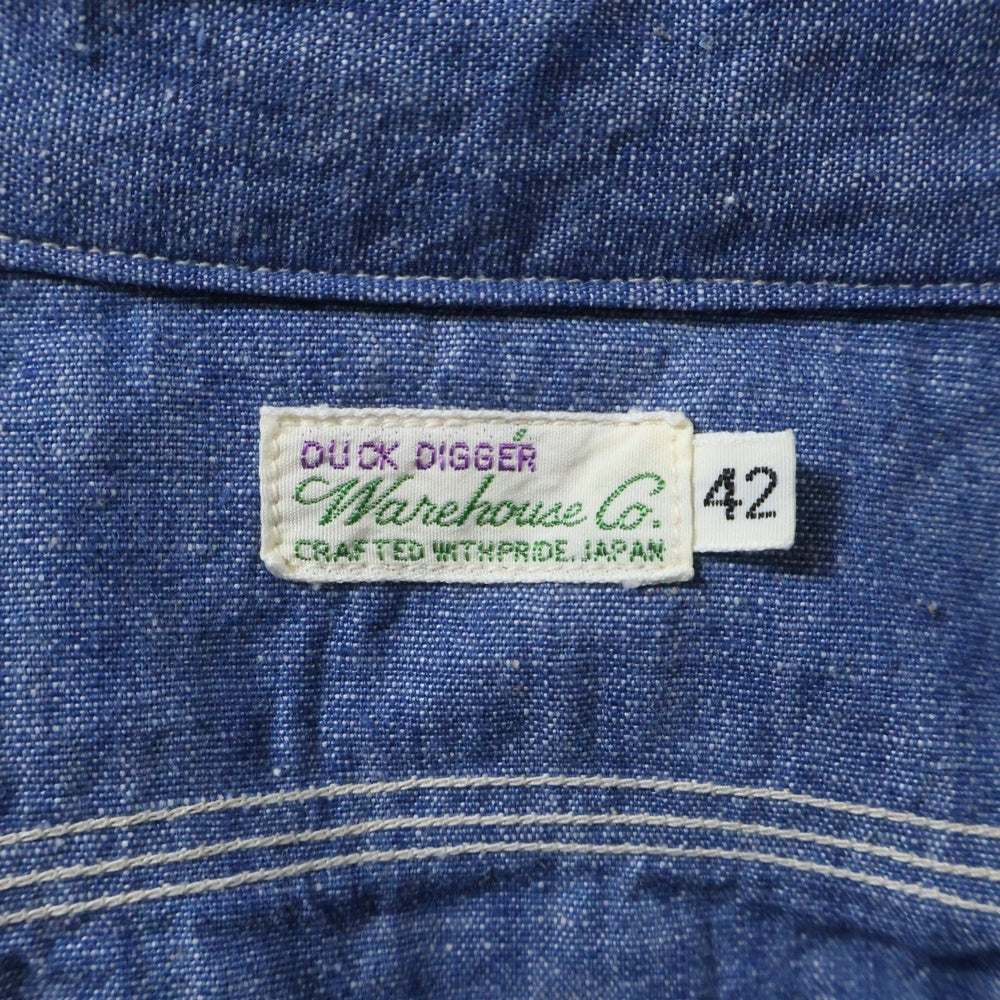 DUCK DIGGER
Warehouse Co.
CRAFTED WITH PRIDE. JAPAN
42